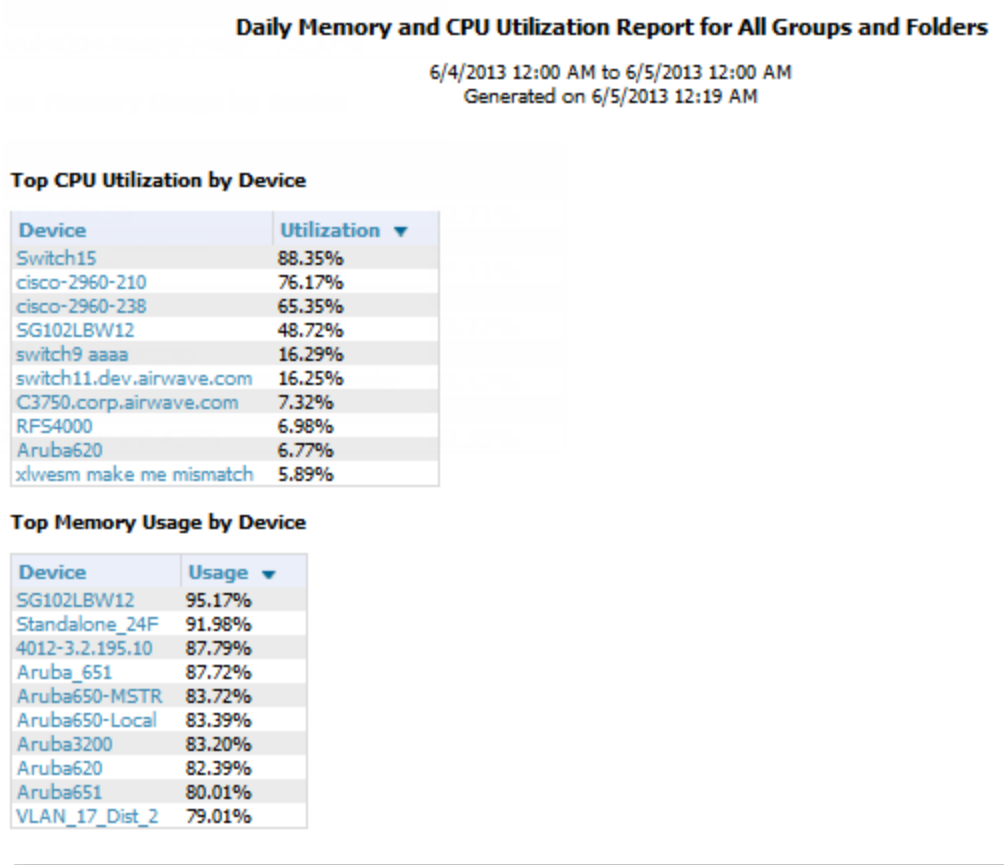 Daily Memory and CPU Utilization Report for All Groups and Folders
6/4/2013 12:00 AM to 6/5/2013 12:00 AM
Generated on 6/5/2013 12:19 AM
Top CPU Utilization by Device
Device Utilization ▼
Switch15 88.35%
cisco-2960-210 76.17%
cisco-2960-238 65.35%
SG102LBW12 48.72%
switch9 aaaa 16.29%
switch11.dev.airwave.com 16.25%
C3750.corp.airwave.com 7.32%
RFS4000 6.98%
Aruba620 6.77%
xlwesm make me mismatch 5.89%
Top Memory Usage by Device
Device Usage ▼
SG102LBW12 95.17%
Standalone_24F 91.98%
4012-3.2.195.10 87.79%
Aruba_651 87.72%
Aruba650-MSTR 83.72%
Aruba650-Local 83.39%
Aruba3200 83.20%
Aruba620 82.39%
Aruba651 80.01%
VLAN_17_Dist_2 79.01%